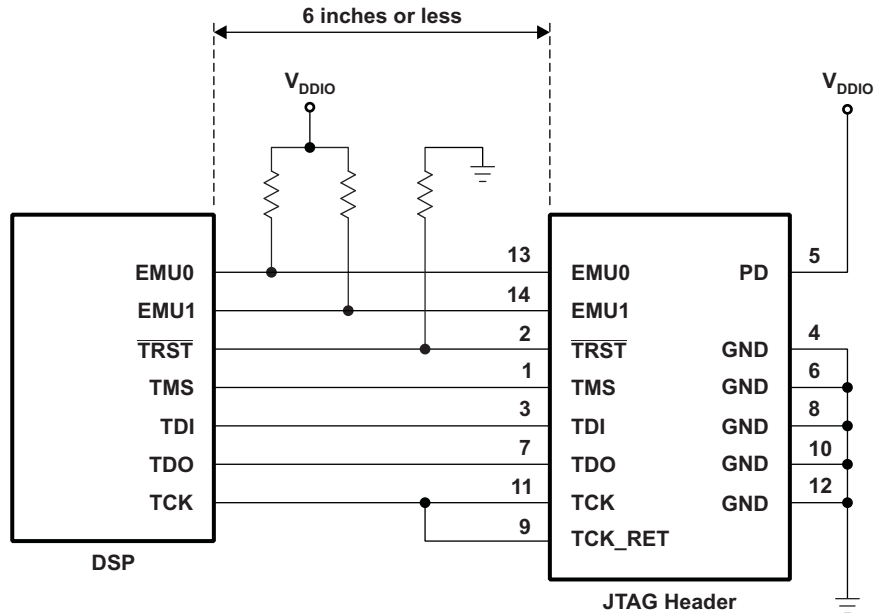 6 inches or less
VDDIO
VDDIO
13
5
EMU0
EMU0
PD
14
EMU1
EMU1
2
4
TRST
TRST
GND
1
6
TMS
TMS
GND
3
8
TDI
TDI
GND
7
10
TDO
TDO
GND
11
12
TCK
TCK
GND
9
TCK_RET
DSP
JTAG Header